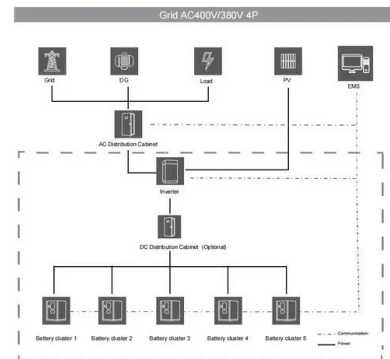 Grid AC400V/380V 4P
Grid
DG
Load
PV
EMS
AC Distribution Cabinet
Inverter
DC Distribution Cabinet (Optional)
Battery cluster 1
Battery cluster 2
Battery cluster 3
Battery cluster 4
Battery cluster 5
Communication
Power